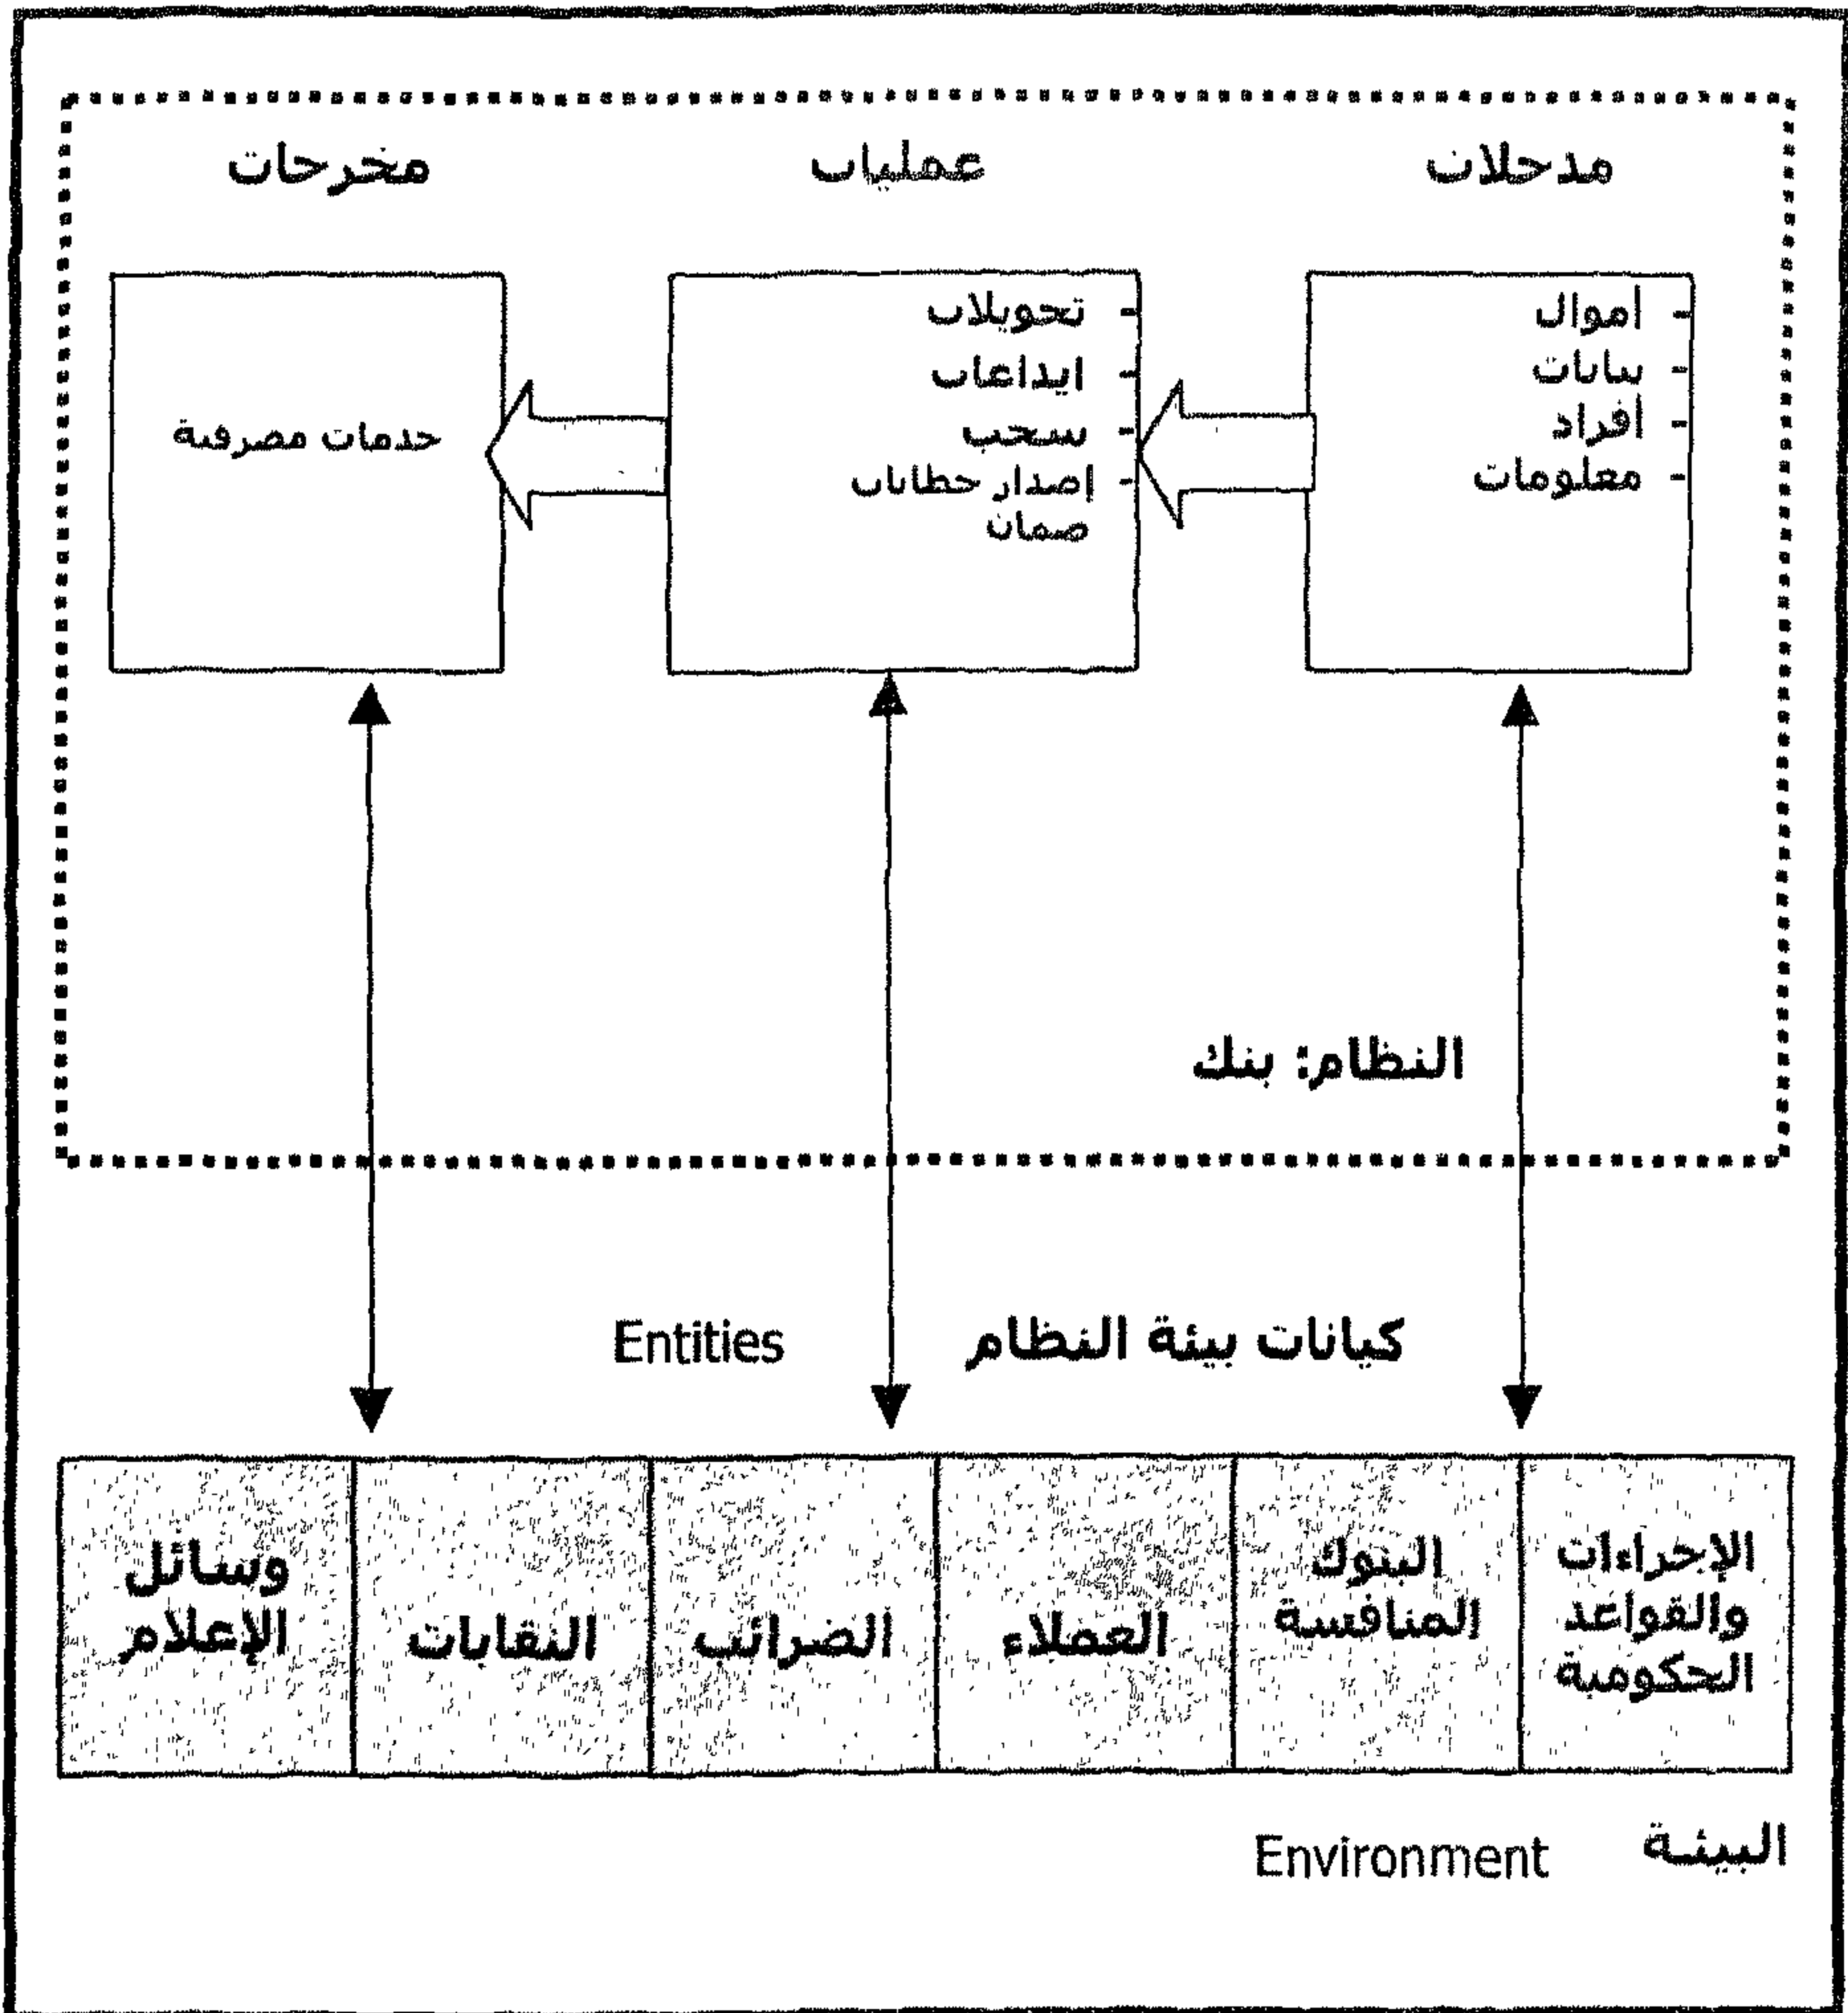 مدخلات
عمليات
مخرجات
- أموال
- بيانات
- أفراد
- معلومات
- تحويلات
- ايداعات
- سحب
- إصدار خطابات
ضمان
خدمات مصرفية
النظام: بنك
كيانات بيئة النظام Entities
الإجراءات
والقواعد
الحكومية
البنوك
المنافسة
العملاء
الضرائب
النقابات
وسائل
الإعلام
البيئة Environment